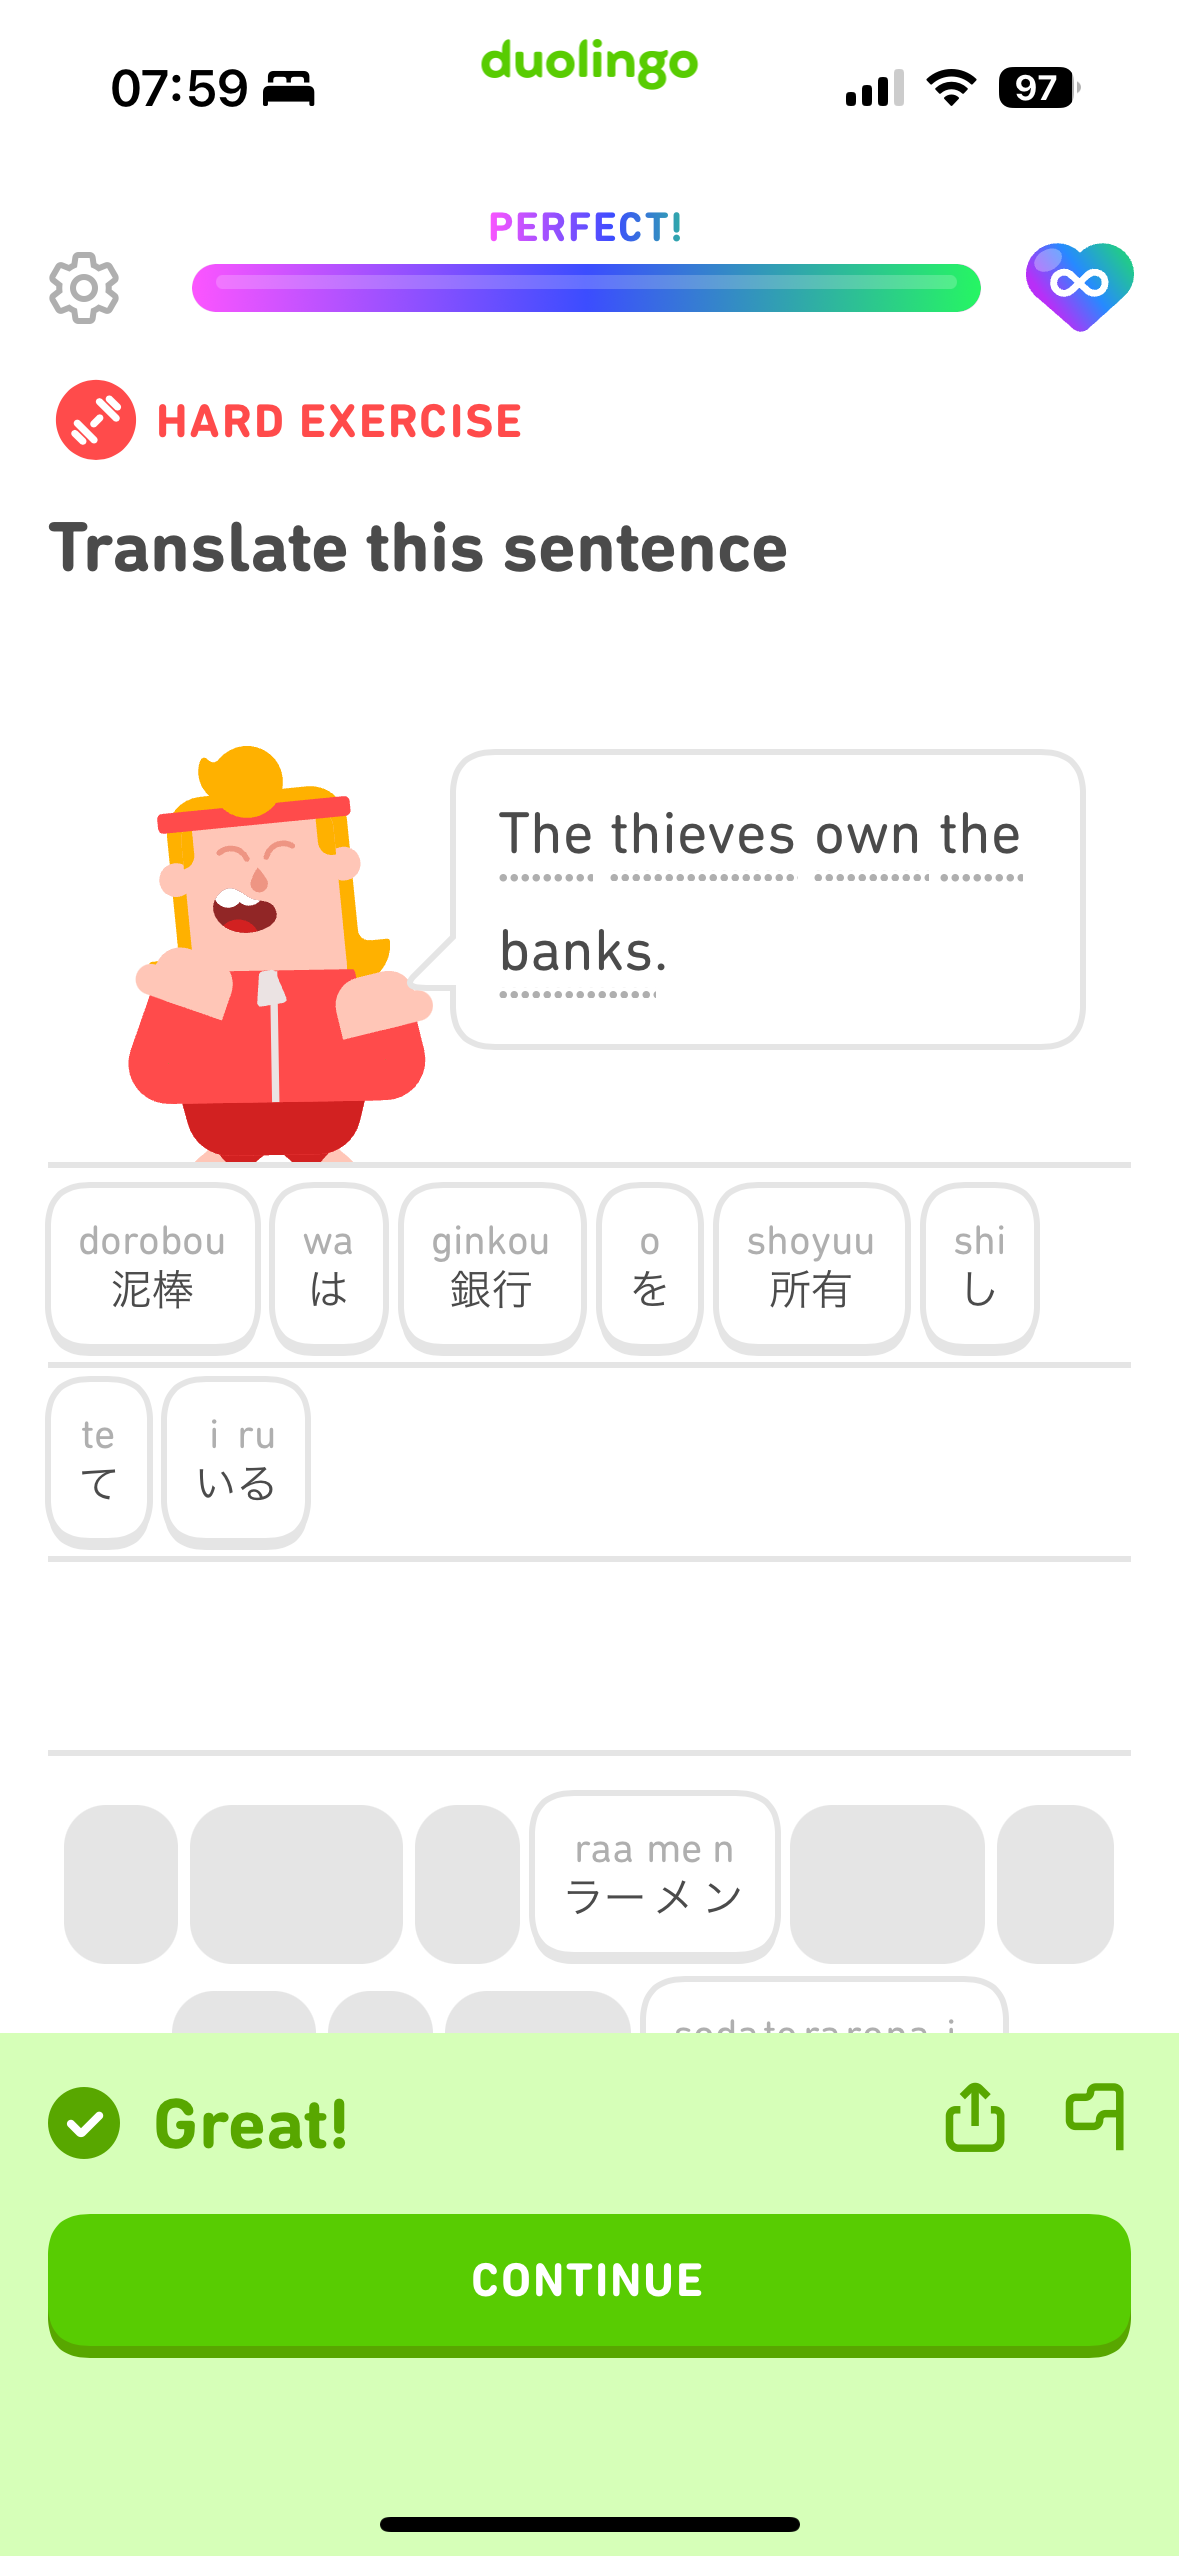 07:59
duolingo
97
PERFECT!
HARD EXERCISE
Translate this sentence
The thieves own the
banks.
dorobou wa ginkou o shoyuu shi
泥棒 は 銀行 を 所有 し
te i ru
て いる
raa me n
ラーメン
Great!
CONTINUE